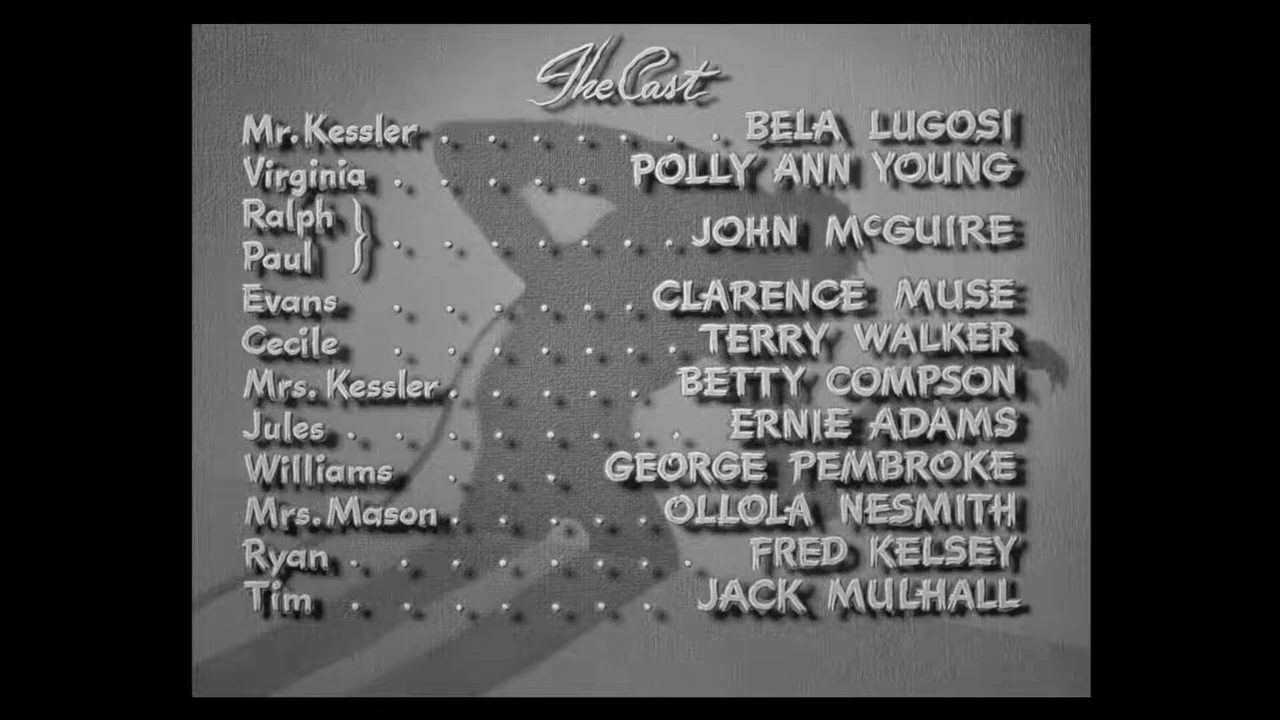 The Cast
Mr. Kessler . . . . . . . BELA LUGOSI
Virginia . . . . . POLLY ANN YOUNG
Ralph
Paul } . . . . . . . JOHN McGUIRE
Evans . . . . . . CLARENCE MUSE
Cecile . . . . . . . TERRY WALKER
Mrs. Kessler . . . . . BETTY COMPSON
Jules . . . . . . . . ERNIE ADAMS
Williams . . . GEORGE PEMBROKE
Mrs. Mason . . . . . OLLOLA NESMITH
Ryan . . . . . . . . FRED KELSEY
Tim . . . . . . . JACK MULHALL